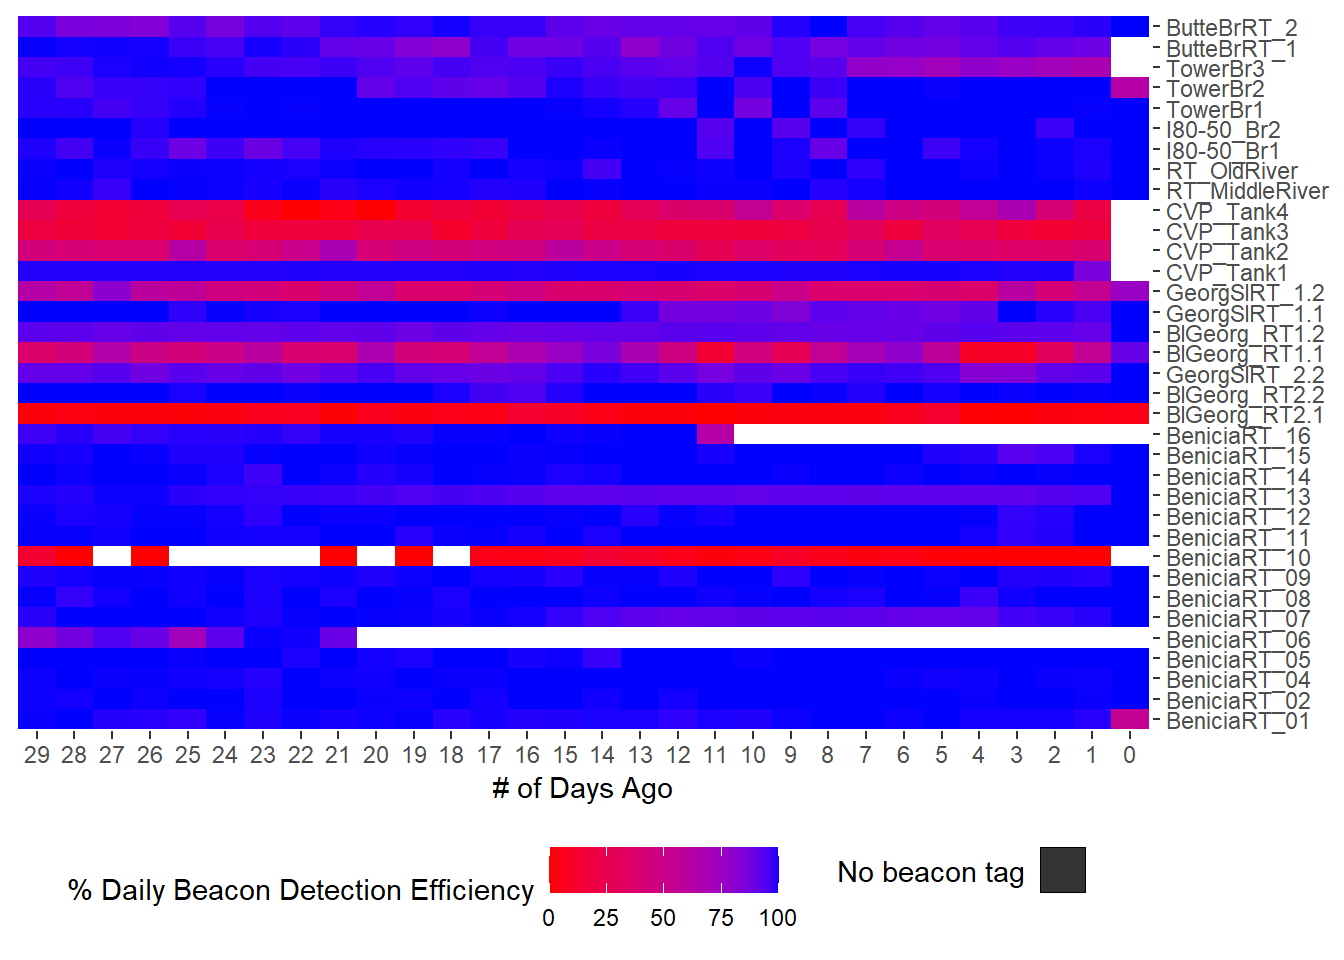 ButteBrRT_2
ButteBrRT_1
TowerBr3
TowerBr2
TowerBr1
I80-50_Br2
I80-50_Br1
RT_OldRiver
RT_MiddleRiver
CVP_Tank4
CVP_Tank3
CVP_Tank2
CVP_Tank1
GeorgSlRT_1.2
GeorgSlRT_1.1
BlGeorg_RT1.2
BlGeorg_RT1.1
GeorgSlRT_2.2
BlGeorg_RT2.2
BlGeorg_RT2.1
BeniciaRT_16
BeniciaRT_15
BeniciaRT_14
BeniciaRT_13
BeniciaRT_12
BeniciaRT_11
BeniciaRT_10
BeniciaRT_09
BeniciaRT_08
BeniciaRT_07
BeniciaRT_06
BeniciaRT_05
BeniciaRT_04
BeniciaRT_02
BeniciaRT_01
29 28 27 26 25 24 23 22 21 20 19 18 17 16 15 14 13 12 11 10 9 8 7 6 5 4 3 2 1 0
# of Days Ago
% Daily Beacon Detection Efficiency
0 25 50 75 100
No beacon tag